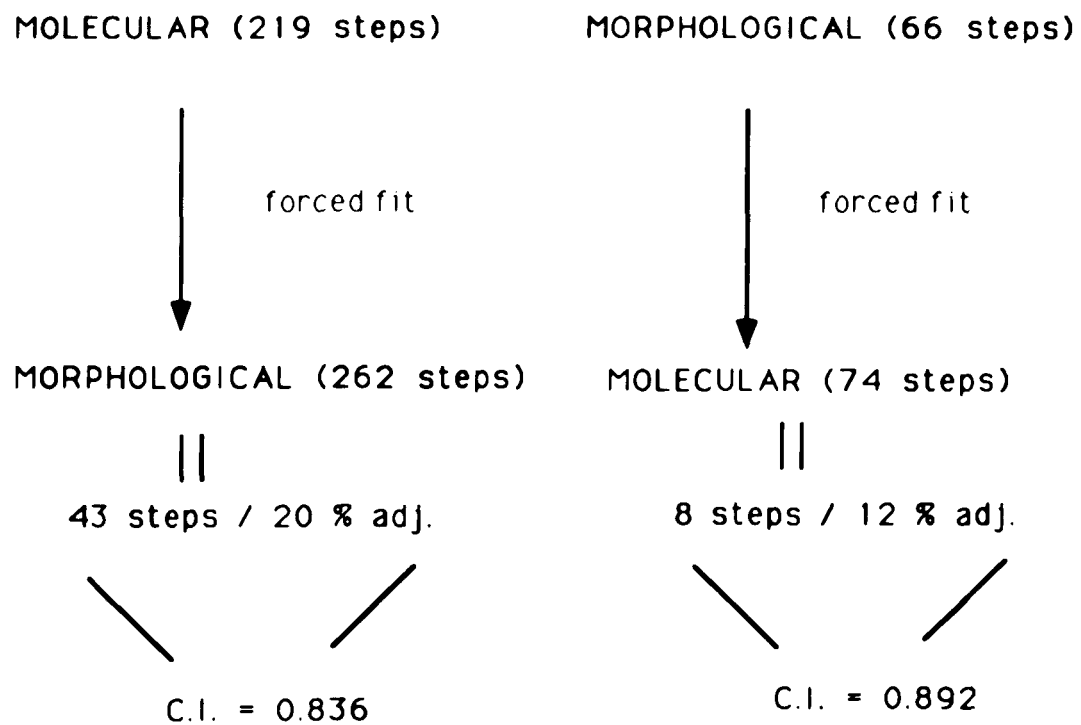 MOLECULAR (219 steps)
forced fit
MORPHOLOGICAL (262 steps)
43 steps / 20 % adj.
C.I. = 0.836
MORPHOLOGICAL (66 steps)
forced fit
MOLECULAR (74 steps)
8 steps / 12 % adj.
C.I. = 0.892